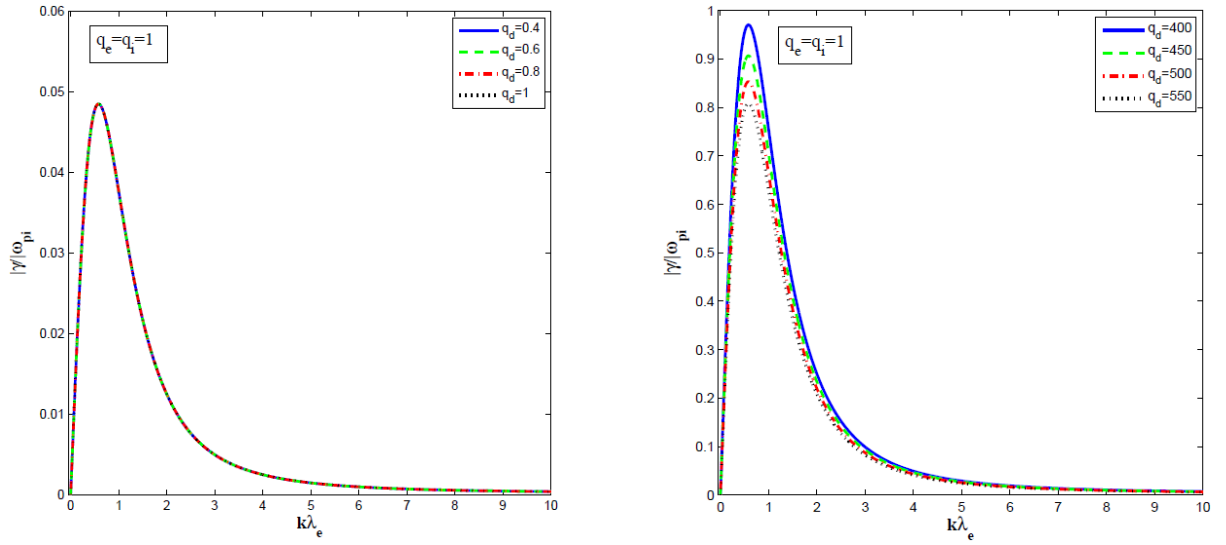 0.06
0.05
0.04
0.03
0.02
0.01
0
|γ/|ω_pi
q_e=q_i=1
q_d=0.4
q_d=0.6
q_d=0.8
q_d=1
0 1 2 3 4 5 6 7 8 9 10
kλ_e
1
0.9
0.8
0.7
0.6
0.5
0.4
0.3
0.2
0.1
0
|γ/|ω_pi
q_e=q_i=1
q_d=400
q_d=450
q_d=500
q_d=550
0 1 2 3 4 5 6 7 8 9 10
kλ_e